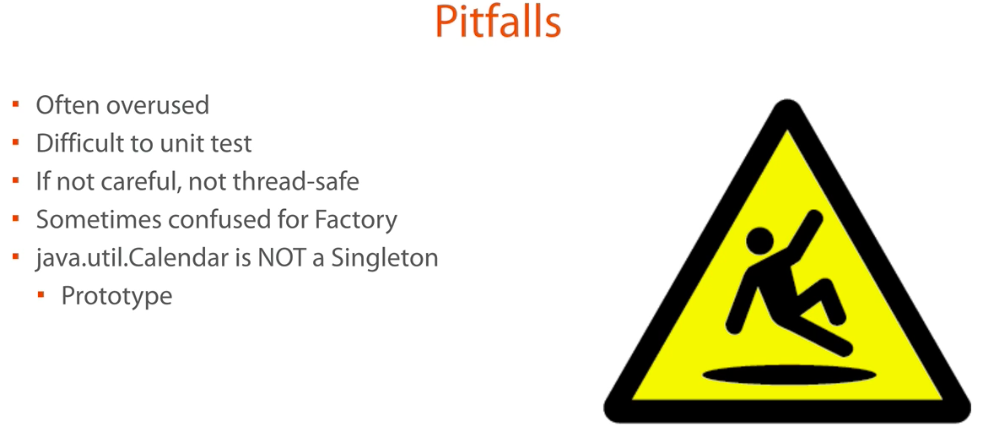 Pitfalls
Often overused
Difficult to unit test
If not careful, not thread-safe
Sometimes confused for Factory
java.util.Calendar is NOT a Singleton
Prototype